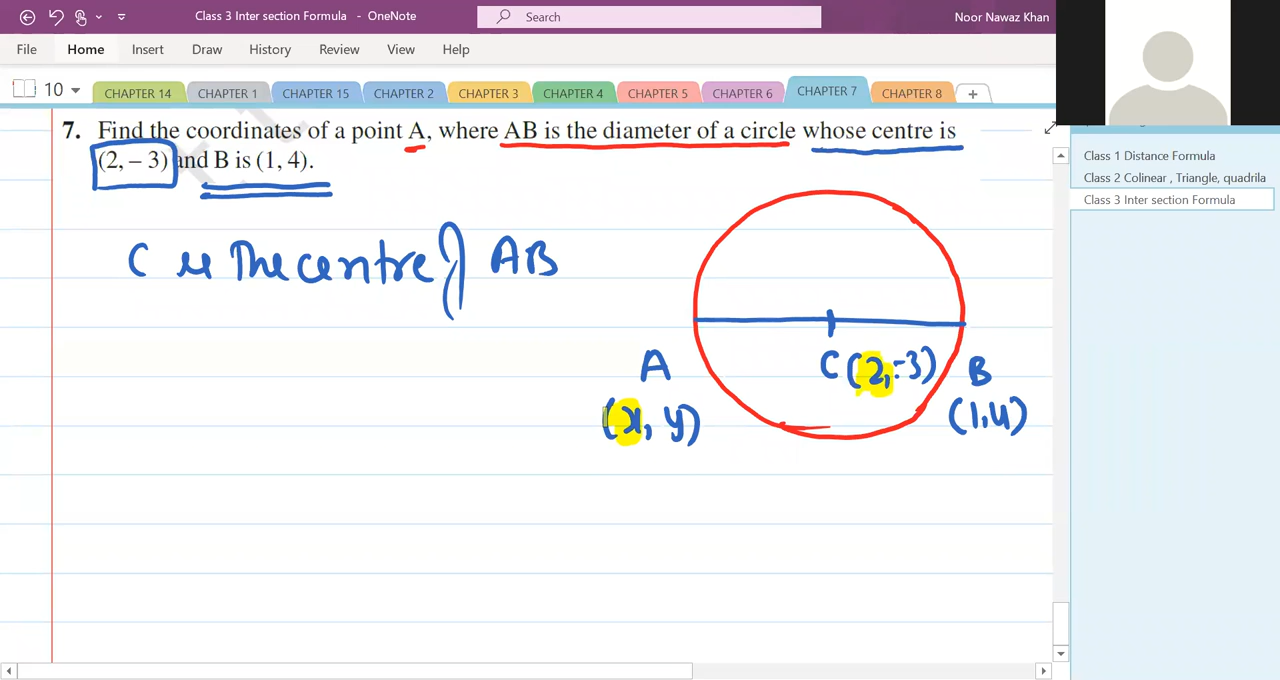 Class 3 Inter section Formula - OneNote
Search
Noor Nawaz Khan
File Home Insert Draw History Review View Help
10 CHAPTER 14 CHAPTER 1 CHAPTER 15 CHAPTER 2 CHAPTER 3 CHAPTER 4 CHAPTER 5 CHAPTER 6 CHAPTER 7 CHAPTER 8 +
7. Find the coordinates of a point A, where AB is the diameter of a circle whose centre is
(2, – 3) and B is (1, 4).
C is The centre of AB
A
C (2, -3)
B
(x, y)
(1, 4)
Class 1 Distance Formula
Class 2 Colinear , Triangle, quadrila
Class 3 Inter section Formula